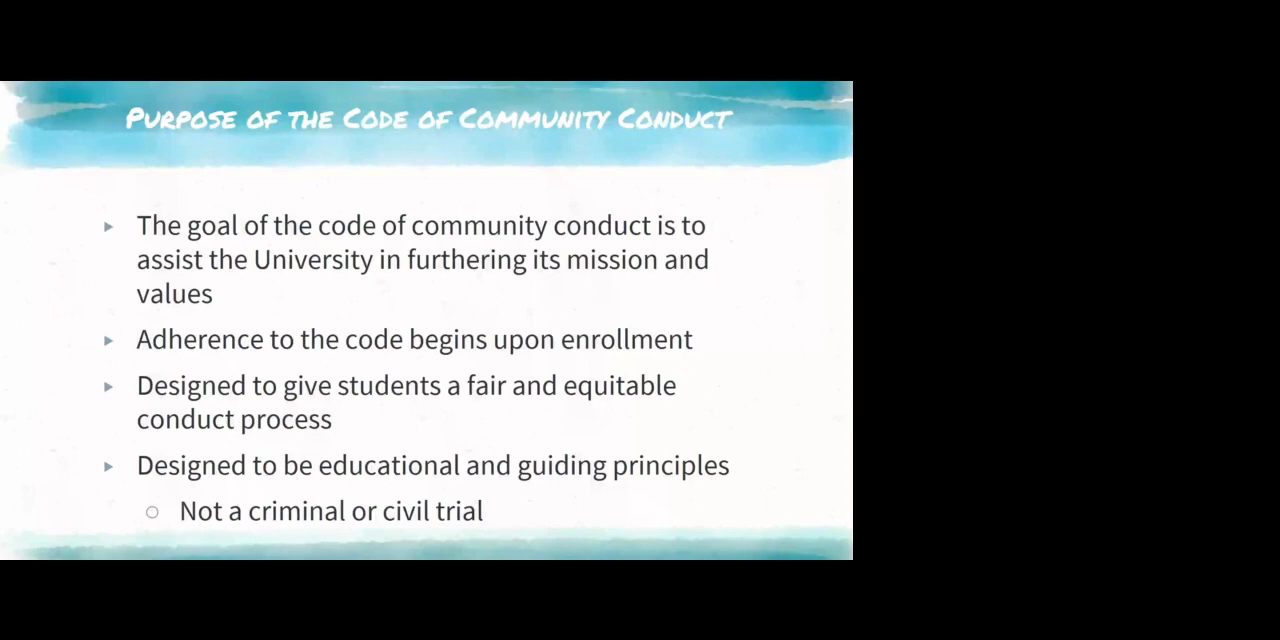 Purpose of the Code of Community Conduct
▸ The goal of the code of community conduct is to
assist the University in furthering its mission and
values
▸ Adherence to the code begins upon enrollment
▸ Designed to give students a fair and equitable
conduct process
▸ Designed to be educational and guiding principles
○ Not a criminal or civil trial